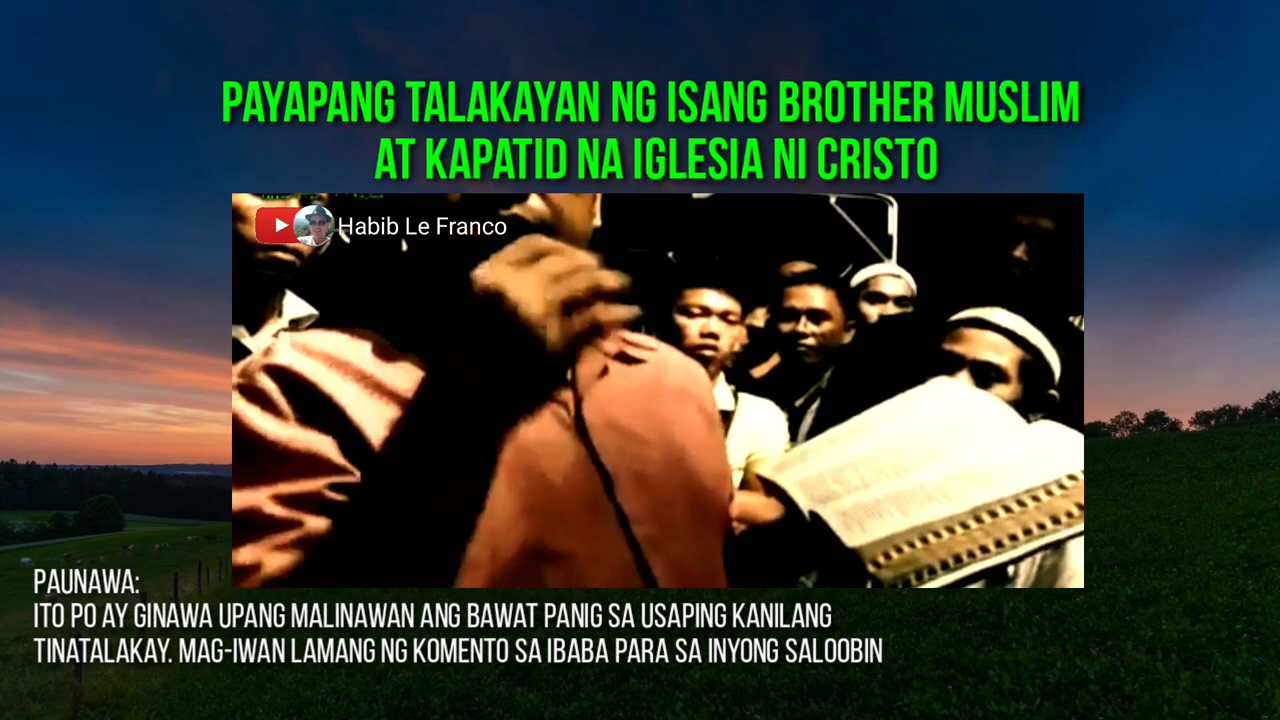 PAYAPANG TALAKAYAN NG ISANG BROTHER MUSLIM
AT KAPATID NA IGLESIA NI CRISTO
Habib Le Franco
PAUNAWA:
ITO PO AY GINAWA UPANG MALINAWAN ANG BAWAT PANIG SA USAPING KANILANG
TINATALAKAY. MAG-IWAN LAMANG NG KOMENTO SA IBABA PARA SA INYONG SALOOBIN